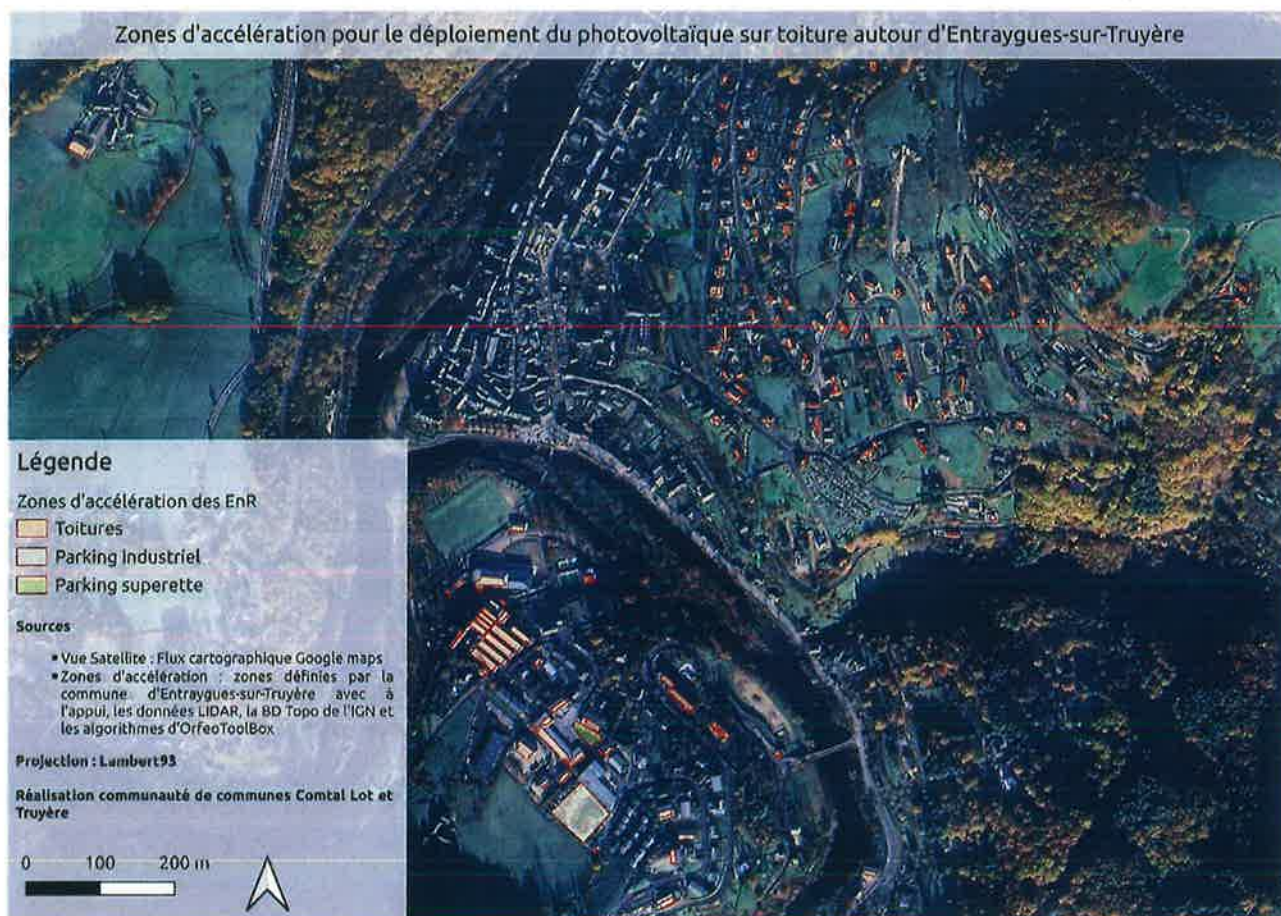 Zones d'accélération pour le déploiement du photovoltaïque sur toiture autour d'Entraygues-sur-Truyère
Légende
Zones d'accélération des EnR
Toitures
Parking industriel
Parking superette
Sources
▪ Vue Satellite : Flux cartographique Google maps
▪ Zones d'accélération : zones définies par la
commune d'Entraygues-sur-Truyère avec à
l'appui, les données LIDAR, la BD Topo de l'IGN et
les algorithmes d'OrfeoToolBox
Projection : Lambert93
Réalisation communauté de communes Comtal Lot et
Truyère
0 100 200 m